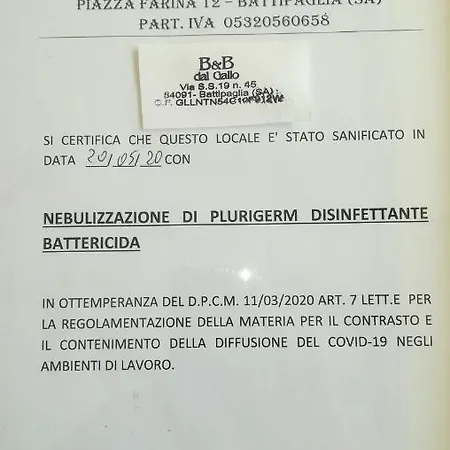 PIAZZA FARINA 12 – BATTIPAGLIA (SA)
PART. IVA 05320560658
B&B
dal Gallo
Via S.S.19 n. 45
84091- Battipaglia (SA)
C.F.
SI CERTIFICA CHE QUESTO LOCALE E' STATO SANIFICATO IN
DATA 20/05/20 CON
NEBULIZZAZIONE DI PLURIGERM DISINFETTANTE
BATTERICIDA
IN OTTEMPERANZA DEL D.P.C.M. 11/03/2020 ART. 7 LETT.E PER
LA REGOLAMENTAZIONE DELLA MATERIA PER IL CONTRASTO E
IL CONTENIMENTO DELLA DIFFUSIONE DEL COVID-19 NEGLI
AMBIENTI DI LAVORO.